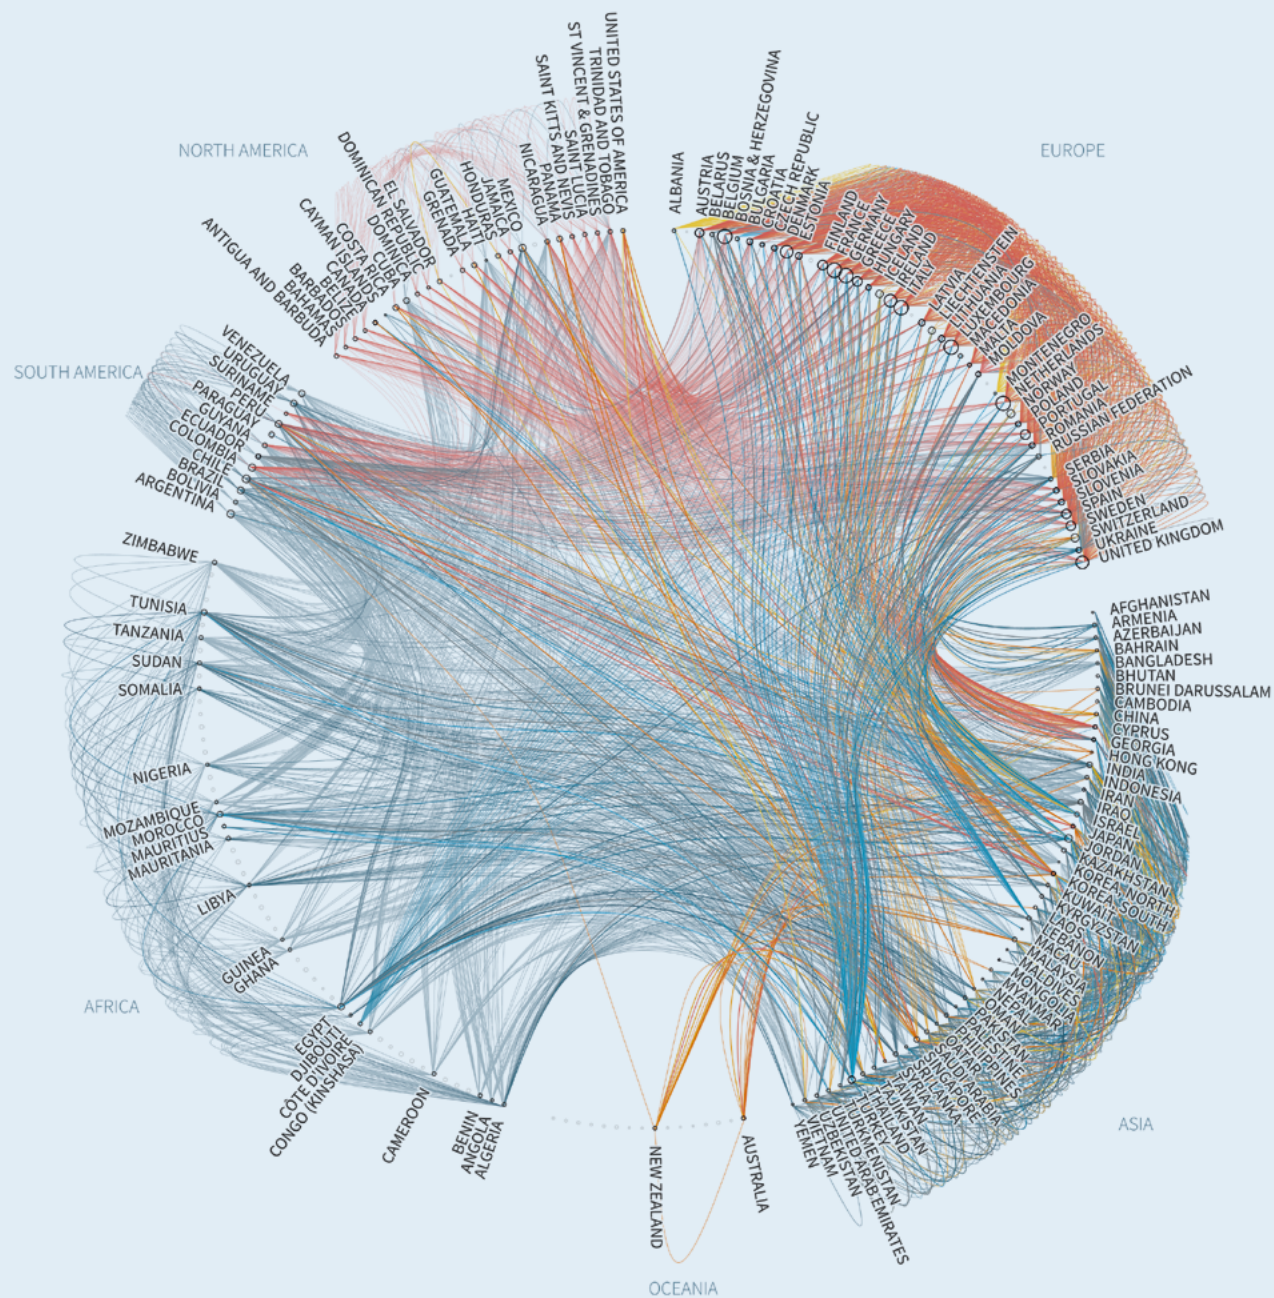 NORTH AMERICA
ANTIGUA AND BARBUDA
BAHAMAS
BARBADOS
BELIZE
CANADA
CAYMAN ISLANDS
COSTA RICA
CUBA
DOMINICA
DOMINICAN REPUBLIC
EL SALVADOR
GRENADA
GUATEMALA
HAITI
HONDURAS
JAMAICA
MEXICO
NICARAGUA
PANAMA
SAINT KITTS AND NEVIS
SAINT LUCIA
ST VINCENT & GRENADINES
TRINIDAD AND TOBAGO
UNITED STATES OF AMERICA
EUROPE
ALBANIA
AUSTRIA
BELARUS
BELGIUM
BOSNIA & HERZEGOVINA
BULGARIA
CROATIA
CZECH REPUBLIC
DENMARK
ESTONIA
FINLAND
FRANCE
GERMANY
GREECE
HUNGARY
ICELAND
IRELAND
ITALY
LATVIA
LIECHTENSTEIN
LITHUANIA
LUXEMBOURG
MACEDONIA
MALTA
MOLDOVA
MONTENEGRO
NETHERLANDS
NORWAY
POLAND
PORTUGAL
ROMANIA
RUSSIAN FEDERATION
SERBIA
SLOVAKIA
SLOVENIA
SPAIN
SWEDEN
SWITZERLAND
UKRAINE
UNITED KINGDOM
AFGHANISTAN
ARMENIA
AZERBAIJAN
BAHRAIN
BANGLADESH
BHUTAN
BRUNEI DARUSSALAM
CAMBODIA
CHINA
CYPRUS
GEORGIA
HONG KONG
INDIA
INDONESIA
IRAN
IRAQ
ISRAEL
JAPAN
JORDAN
KAZAKHSTAN
KOREA NORTH
KOREA SOUTH
KUWAIT
KYRGYZSTAN
LAOS
LEBANON
MACAU
MALAYSIA
MALDIVES
MONGOLIA
MYANMAR
NEPAL
OMAN
PAKISTAN
PALESTINE
PHILIPPINES
QATAR
SAUDI ARABIA
SINGAPORE
SRI LANKA
SYRIA
TAIWAN
TAJIKISTAN
THAILAND
TURKEY
TURKMENISTAN
UNITED ARAB EMIRATES
UZBEKISTAN
VIETNAM
YEMEN
ASIA
AUSTRALIA
NEW ZEALAND
OCEANIA
ALGERIA
ANGOLA
BENIN
CAMEROON
CONGO (KINSHASA)
CÔTE D'IVOIRE
DJIBOUTI
EGYPT
GHANA
GUINEA
LIBYA
MAURITANIA
MAURITIUS
MOROCCO
MOZAMBIQUE
NIGERIA
SOMALIA
SUDAN
TANZANIA
TUNISIA
ZIMBABWE
AFRICA
ARGENTINA
BOLIVIA
BRAZIL
CHILE
COLOMBIA
ECUADOR
GUYANA
PARAGUAY
PERU
SURINAME
URUGUAY
VENEZUELA
SOUTH AMERICA